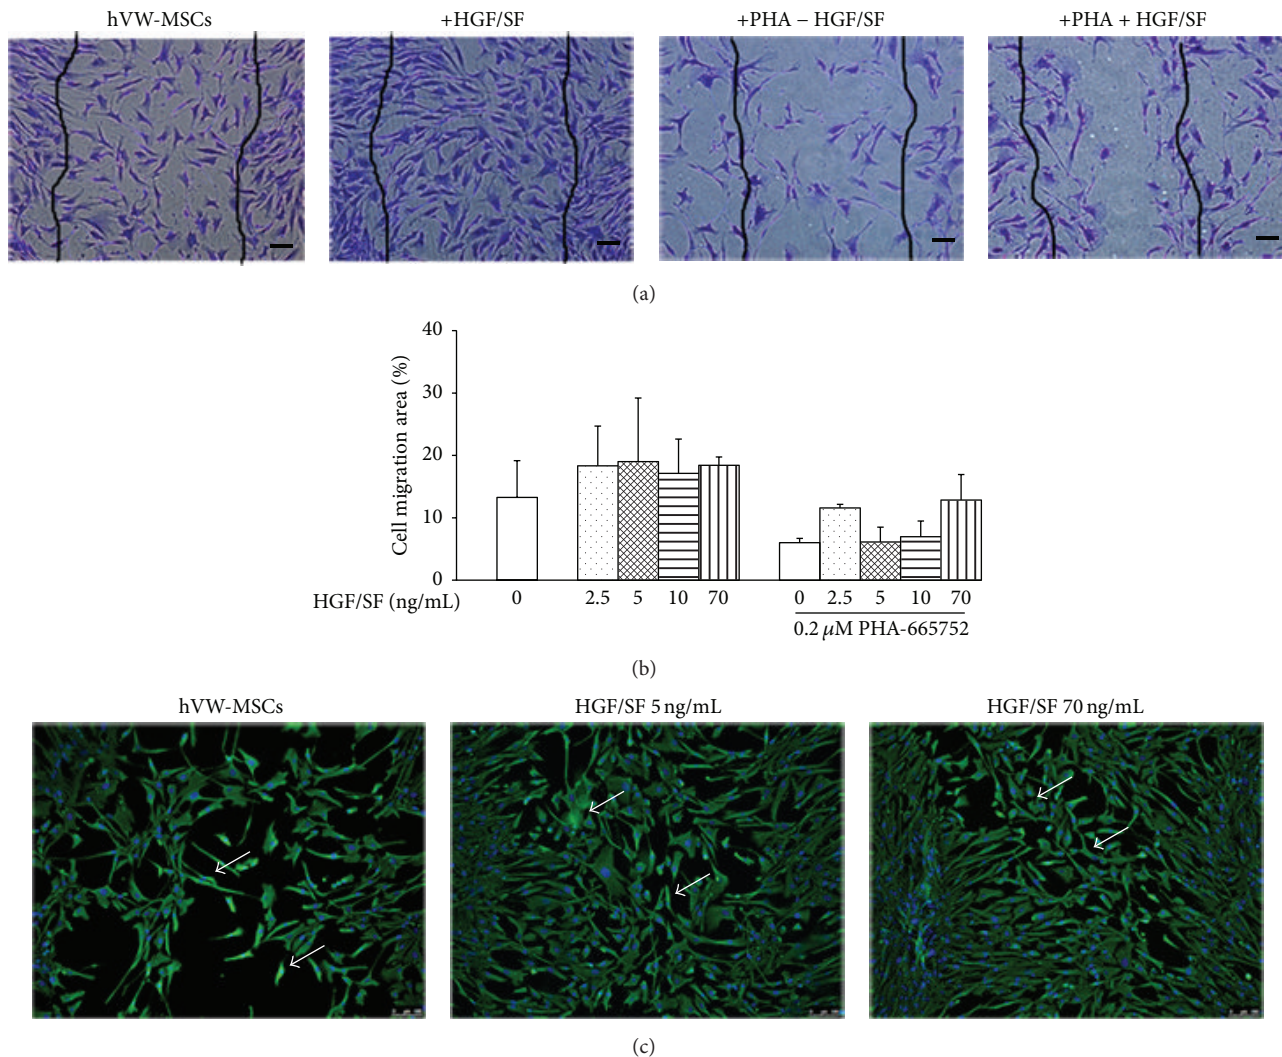 hVW-MSCs
+HGF/SF
+PHA − HGF/SF
+PHA + HGF/SF
(a)
Cell migration area (%)
40
30
20
10
0
HGF/SF (ng/mL) 0 2.5 5 10 70 0 2.5 5 10 70
0.2 μM PHA-665752
(b)
hVW-MSCs
HGF/SF 5 ng/mL
HGF/SF 70 ng/mL
(c)